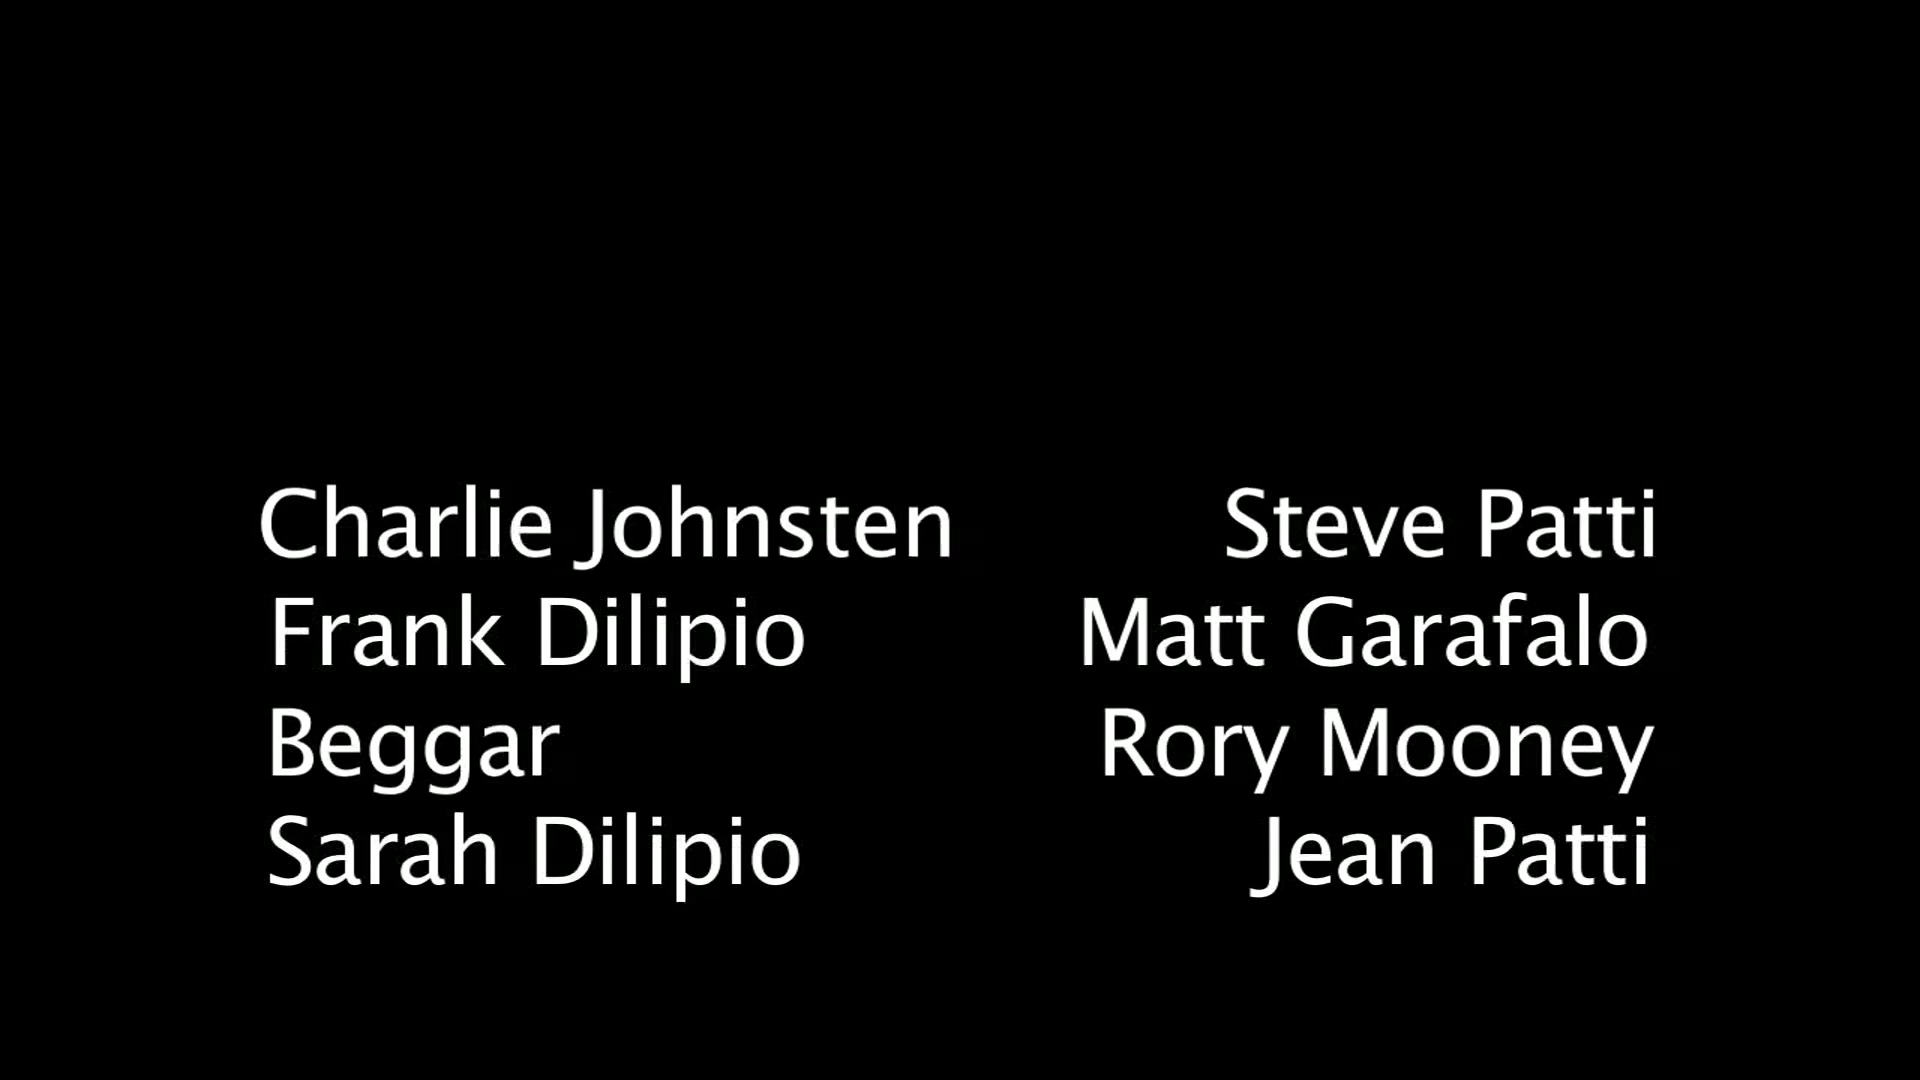 Charlie Johnsten Steve Patti
Frank Dilipio Matt Garafalo
Beggar Rory Mooney
Sarah Dilipio Jean Patti